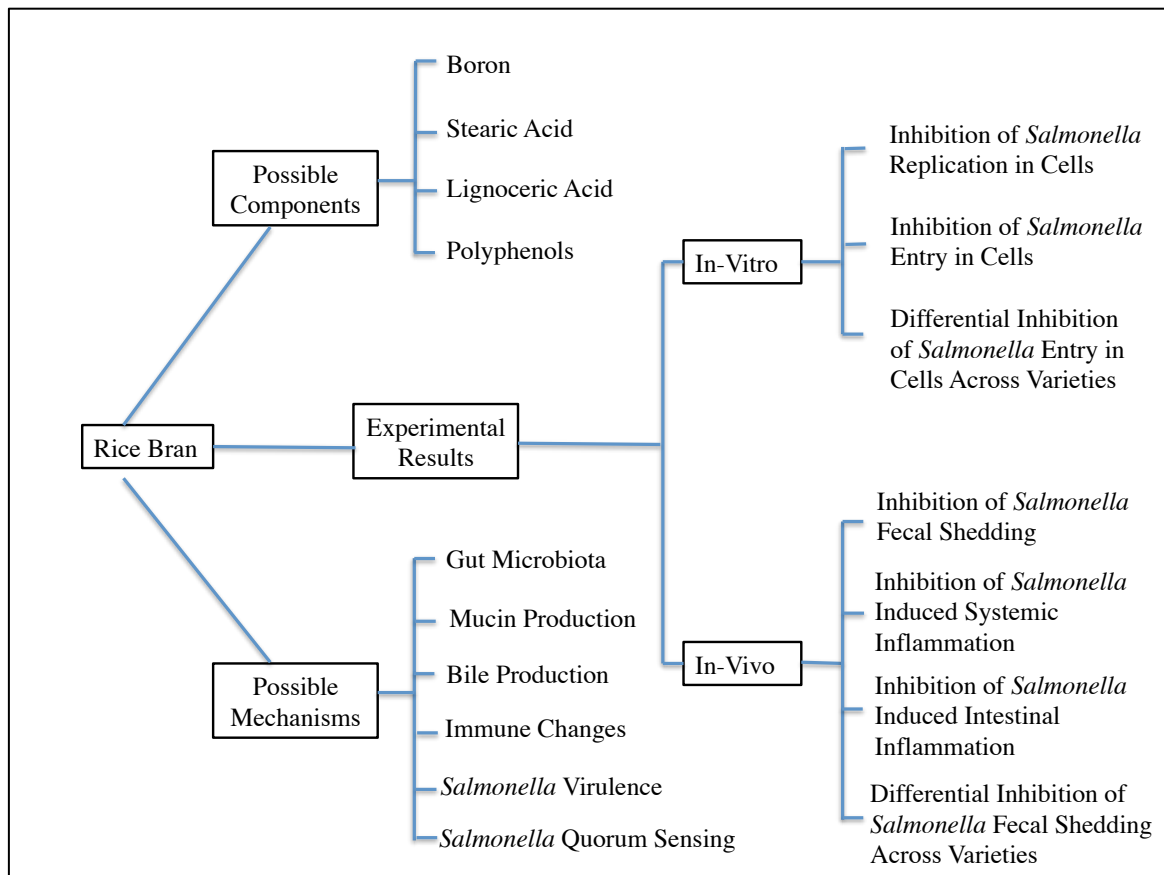 Rice Bran
Possible
Components
Boron
Stearic Acid
Lignoceric Acid
Polyphenols
Experimental
Results
In-Vitro
Inhibition of Salmonella
Replication in Cells
Inhibition of Salmonella
Entry in Cells
Differential Inhibition
of Salmonella Entry in
Cells Across Varieties
In-Vivo
Inhibition of Salmonella
Fecal Shedding
Inhibition of Salmonella
Induced Systemic
Inflammation
Inhibition of Salmonella
Induced Intestinal
Inflammation
Differential Inhibition of
Salmonella Fecal Shedding
Across Varieties
Possible
Mechanisms
Gut Microbiota
Mucin Production
Bile Production
Immune Changes
Salmonella Virulence
Salmonella Quorum Sensing